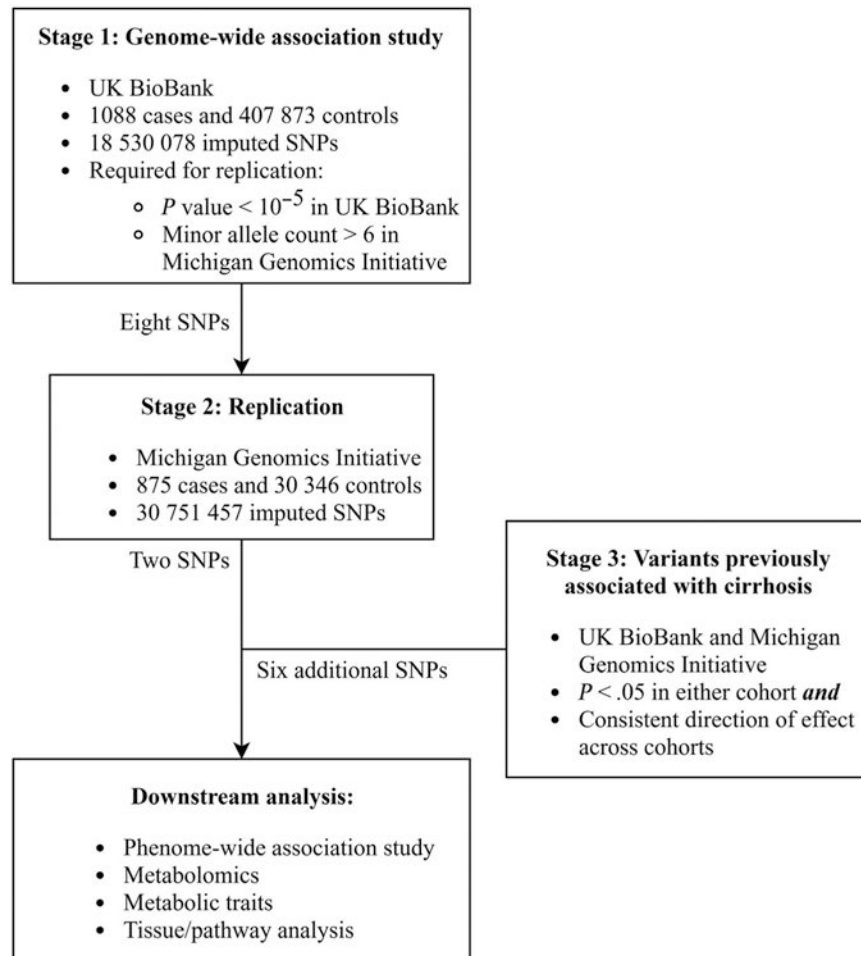 Stage 1: Genome-wide association study
• UK BioBank
• 1088 cases and 407 873 controls
• 18 530 078 imputed SNPs
• Required for replication:
o P value < 10⁻⁵ in UK BioBank
o Minor allele count > 6 in
Michigan Genomics Initiative
Eight SNPs
Stage 2: Replication
• Michigan Genomics Initiative
• 875 cases and 30 346 controls
• 30 751 457 imputed SNPs
Two SNPs
Stage 3: Variants previously
associated with cirrhosis
• UK BioBank and Michigan
Genomics Initiative
• P < .05 in either cohort and
• Consistent direction of effect
across cohorts
Six additional SNPs
Downstream analysis:
• Phenome-wide association study
• Metabolomics
• Metabolic traits
• Tissue/pathway analysis